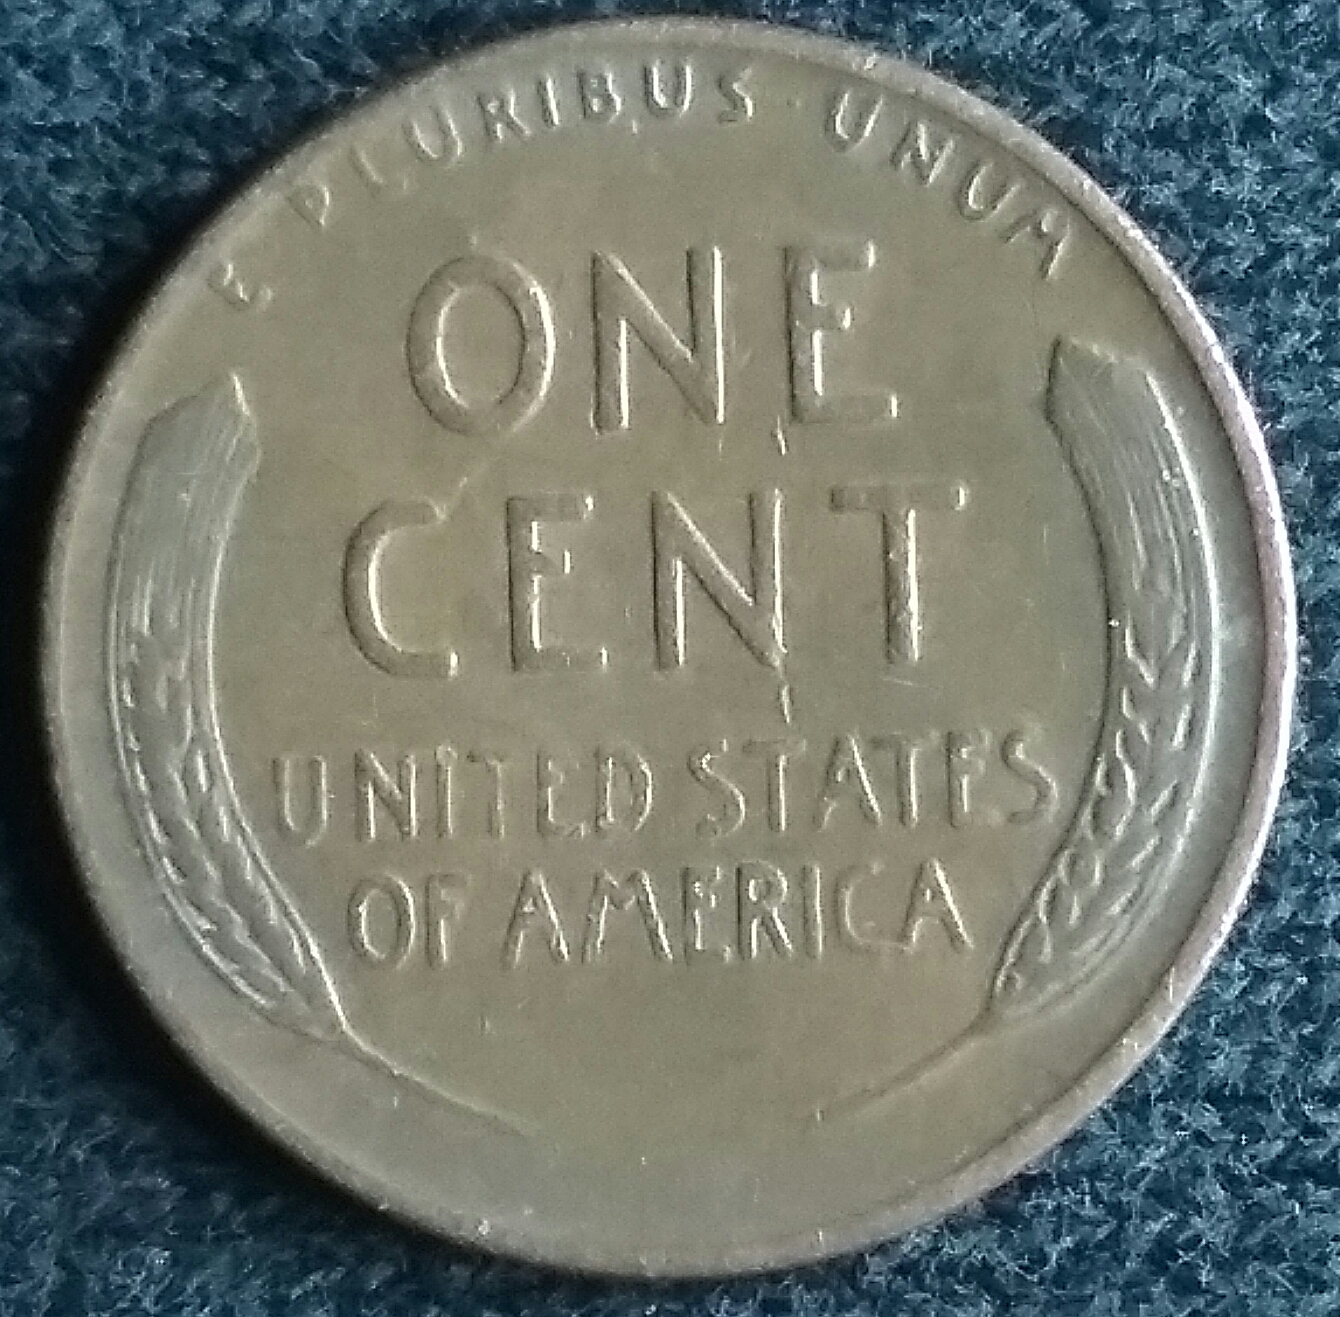 E PLURIBUS · UNUM
ONE
CENT
UNITED STATES
OF AMERICA